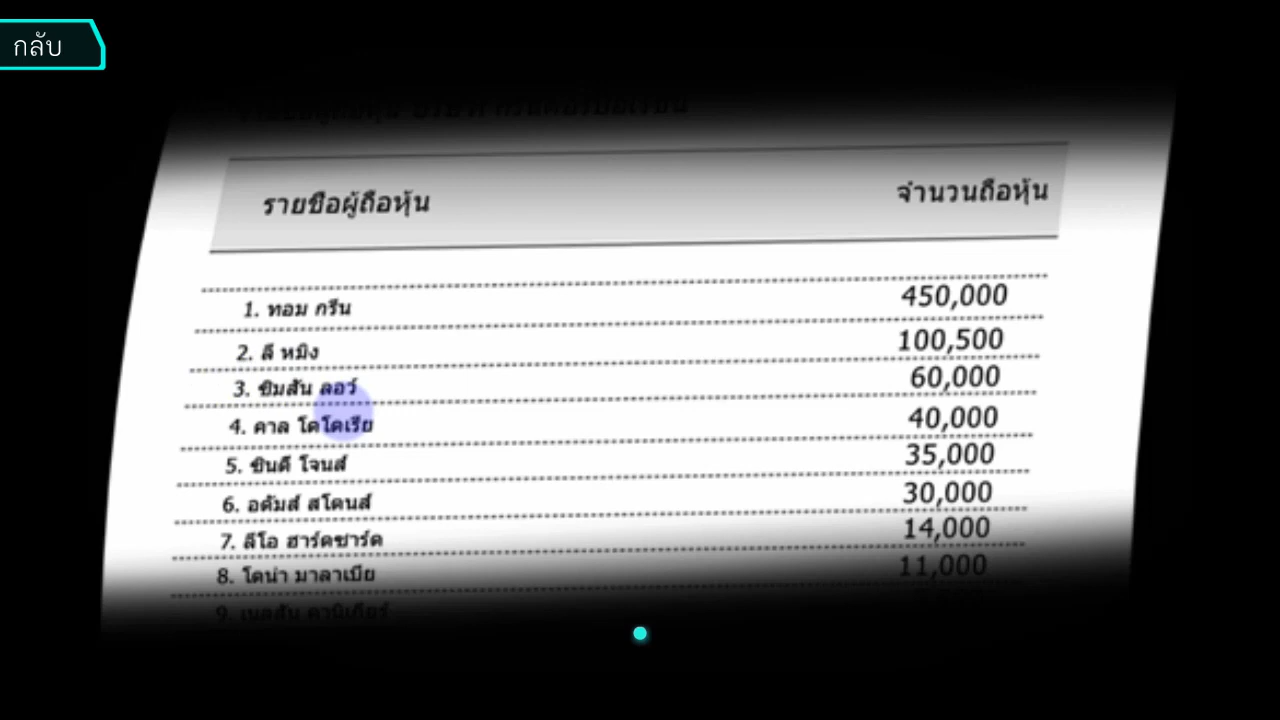 กลับ
รายชื่อผู้ถือหุ้น จำนวนถือหุ้น
1. ทอม กรีน 450,000
2. ลี หมิง 100,500
3. ซิมสัน ลอว์ 60,000
4. คาล โดโดเรีย 40,000
5. ซินดี โจนส์ 35,000
6. อดัมส์ สโตนส์ 30,000
7. ลีโอ ฮาร์ดซาร์ด 14,000
8. โดน่า มาลาเบีย 11,000
9.